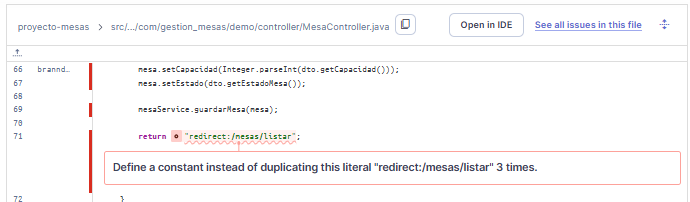 proyecto-mesas > src/.../com/gestion_mesas/demo/controller/MesaController.java Open in IDE See all issues in this file
66 brannd... mesa.setCapacidad(Integer.parseInt(dto.getCapacidad()));
67 mesa.setEstado(dto.getEstadoMesa());
68
69 mesaService.guardarMesa(mesa);
70
71 return "redirect:/mesas/listar";
Define a constant instead of duplicating this literal "redirect:/mesas/listar" 3 times.
72 }